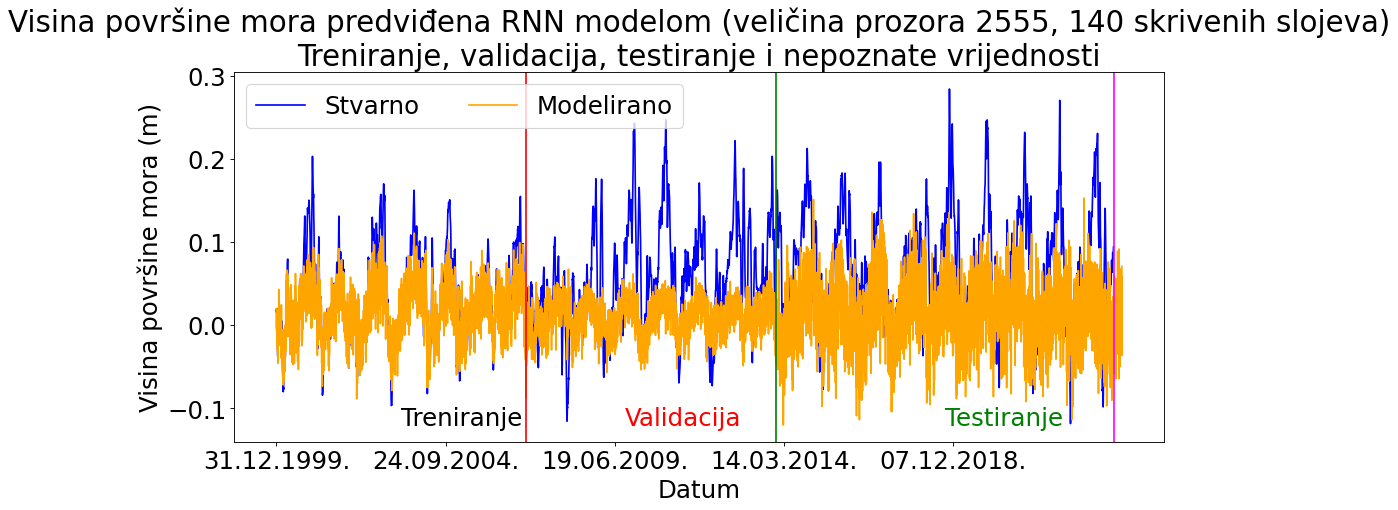 Visina površine mora predviđena RNN modelom (veličina prozora 2555, 140 skrivenih slojeva)
Treniranje, validacija, testiranje i nepoznate vrijednosti
Stvarno Modelirano
Visina površine mora (m)
0.3
0.2
0.1
0.0
−0.1
Treniranje Validacija Testiranje
31.12.1999. 24.09.2004. 19.06.2009. 14.03.2014. 07.12.2018.
Datum